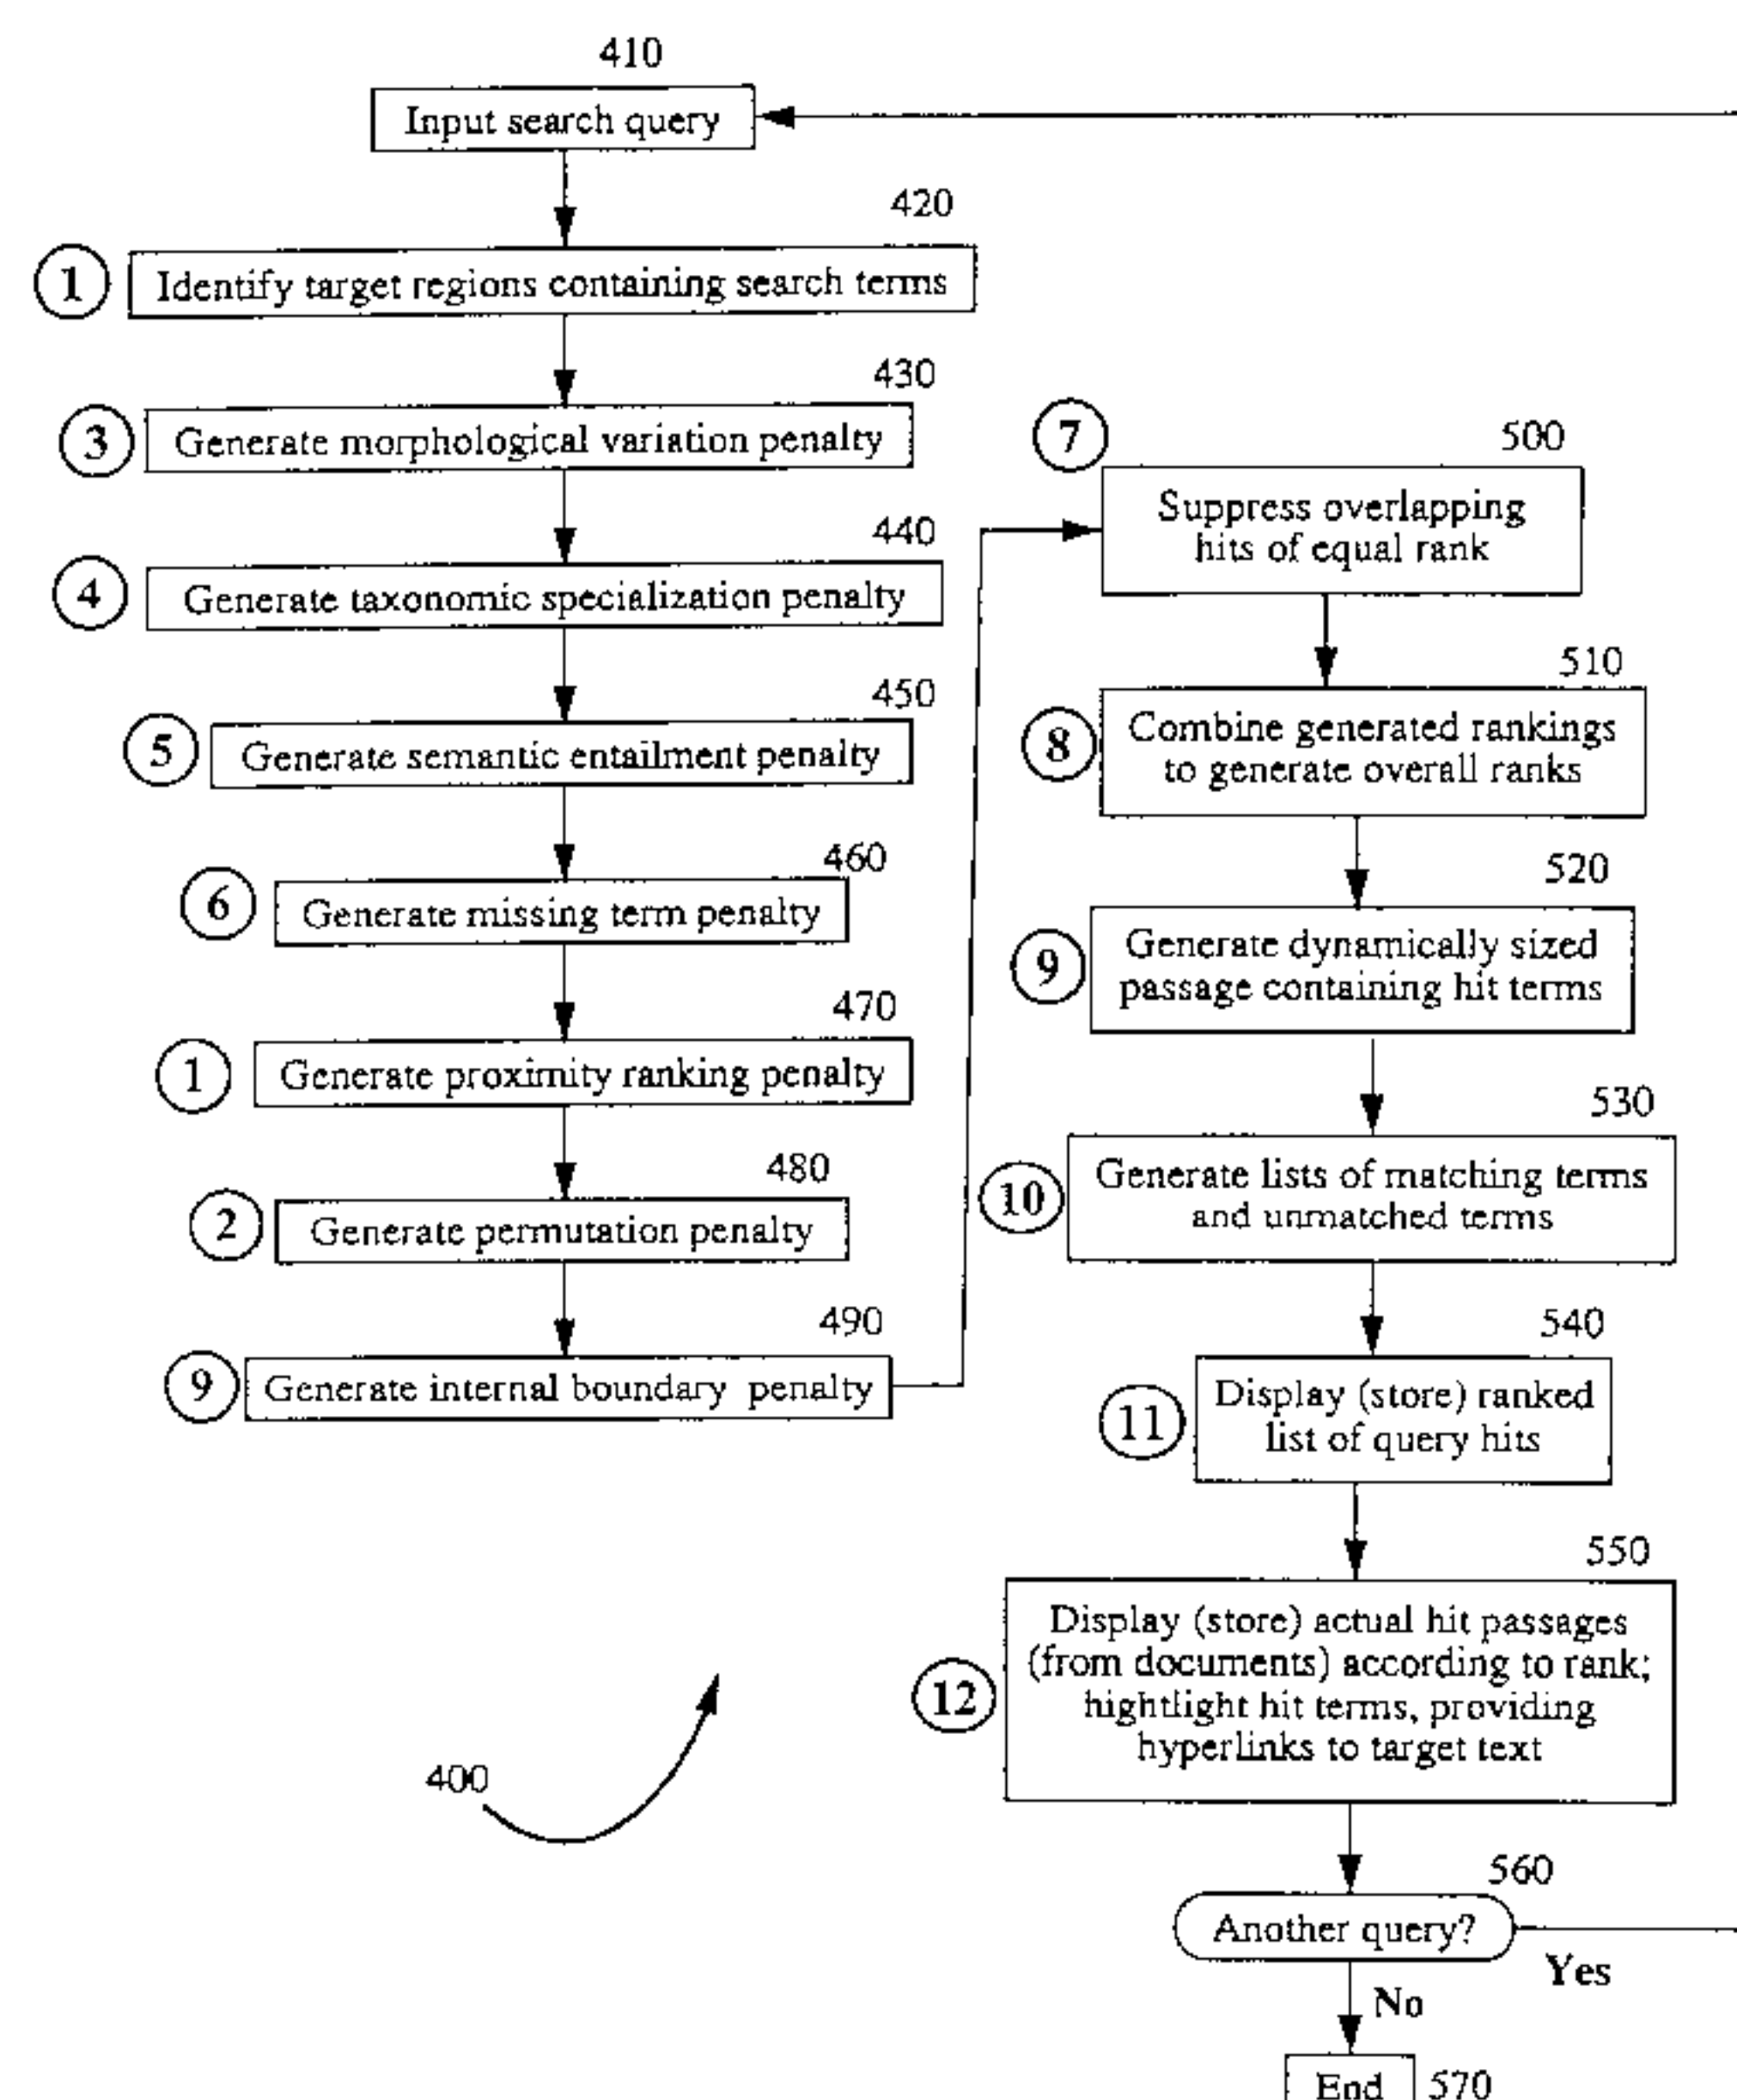 410
Input search query
420
1 Identify target regions containing search terms
430
3 Generate morphological variation penalty
440
4 Generate taxonomic specialization penalty
450
5 Generate semantic entailment penalty
460
6 Generate missing term penalty
470
1 Generate proximity ranking penalty
480
2 Generate permutation penalty
490
9 Generate internal boundary penalty
7
500
Suppress overlapping
hits of equal rank
510
8
Combine generated rankings
to generate overall ranks
520
9
Generate dynamically sized
passage containing hit terms
530
10
Generate lists of matching terms
and unmatched terms
540
11
Display (store) ranked
list of query hits
550
12
Display (store) actual hit passages
(from documents) according to rank;
hightlight hit terms, providing
hyperlinks to target text
400
560
Another query?
Yes
No
End 570